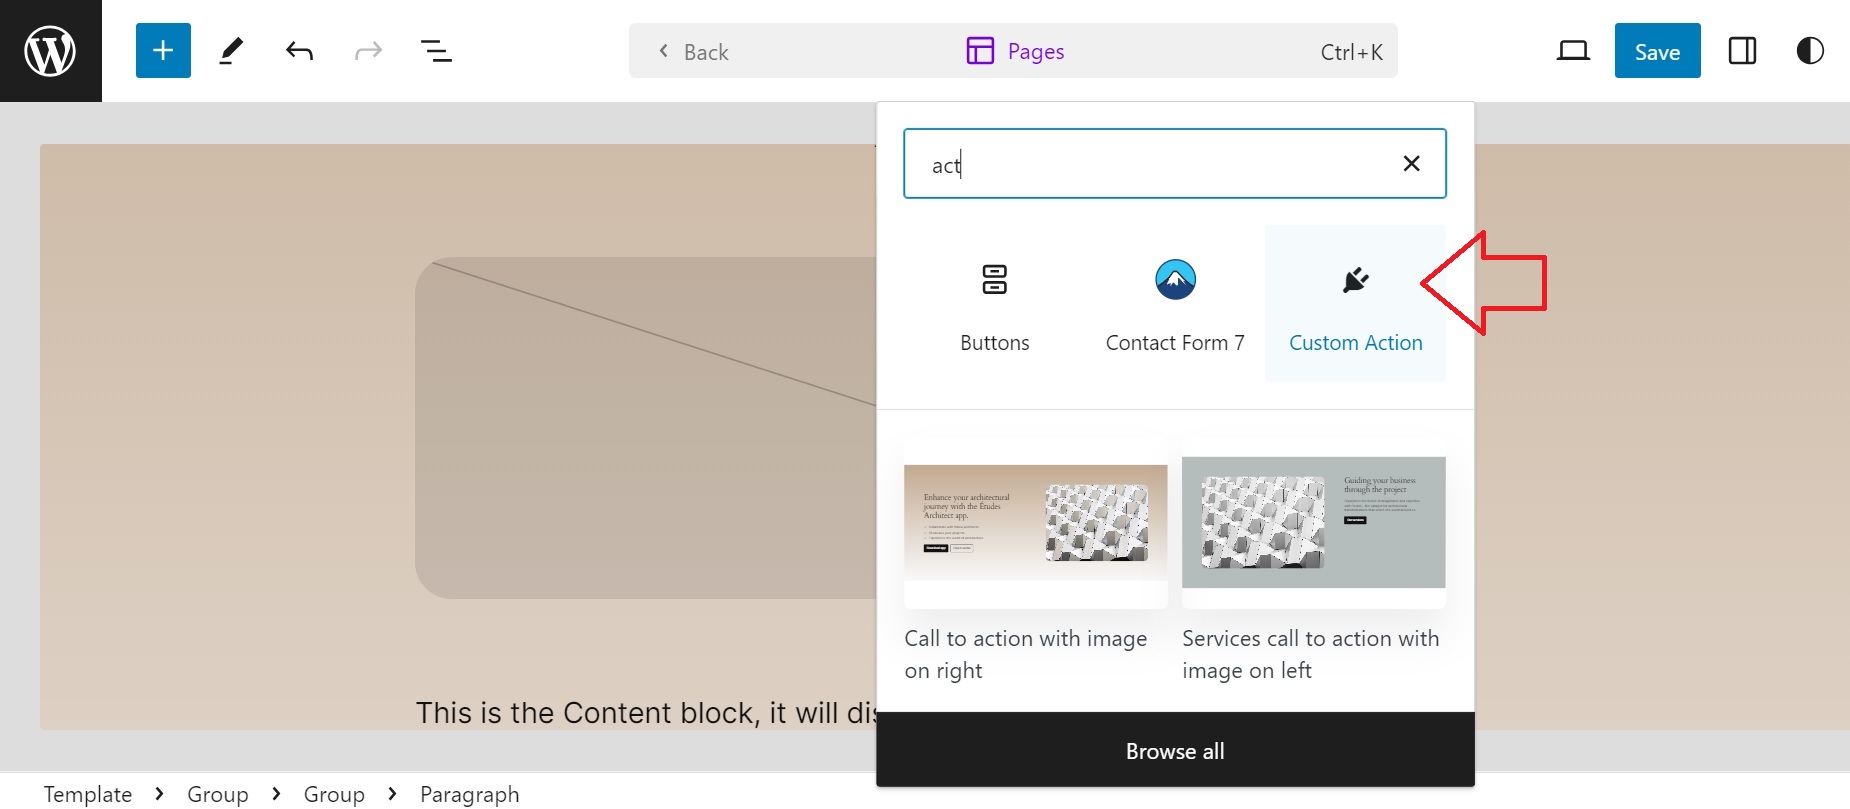 Back
Pages
Ctrl+K
Save
act
Buttons
Contact Form 7
Custom Action
Enhance your architectural
journey with the Études
Architect app.
Guiding your business
through the project
Call to action with image
on right
Services call to action with
image on left
This is the Content block, it will dis
Browse all
Template > Group > Group > Paragraph